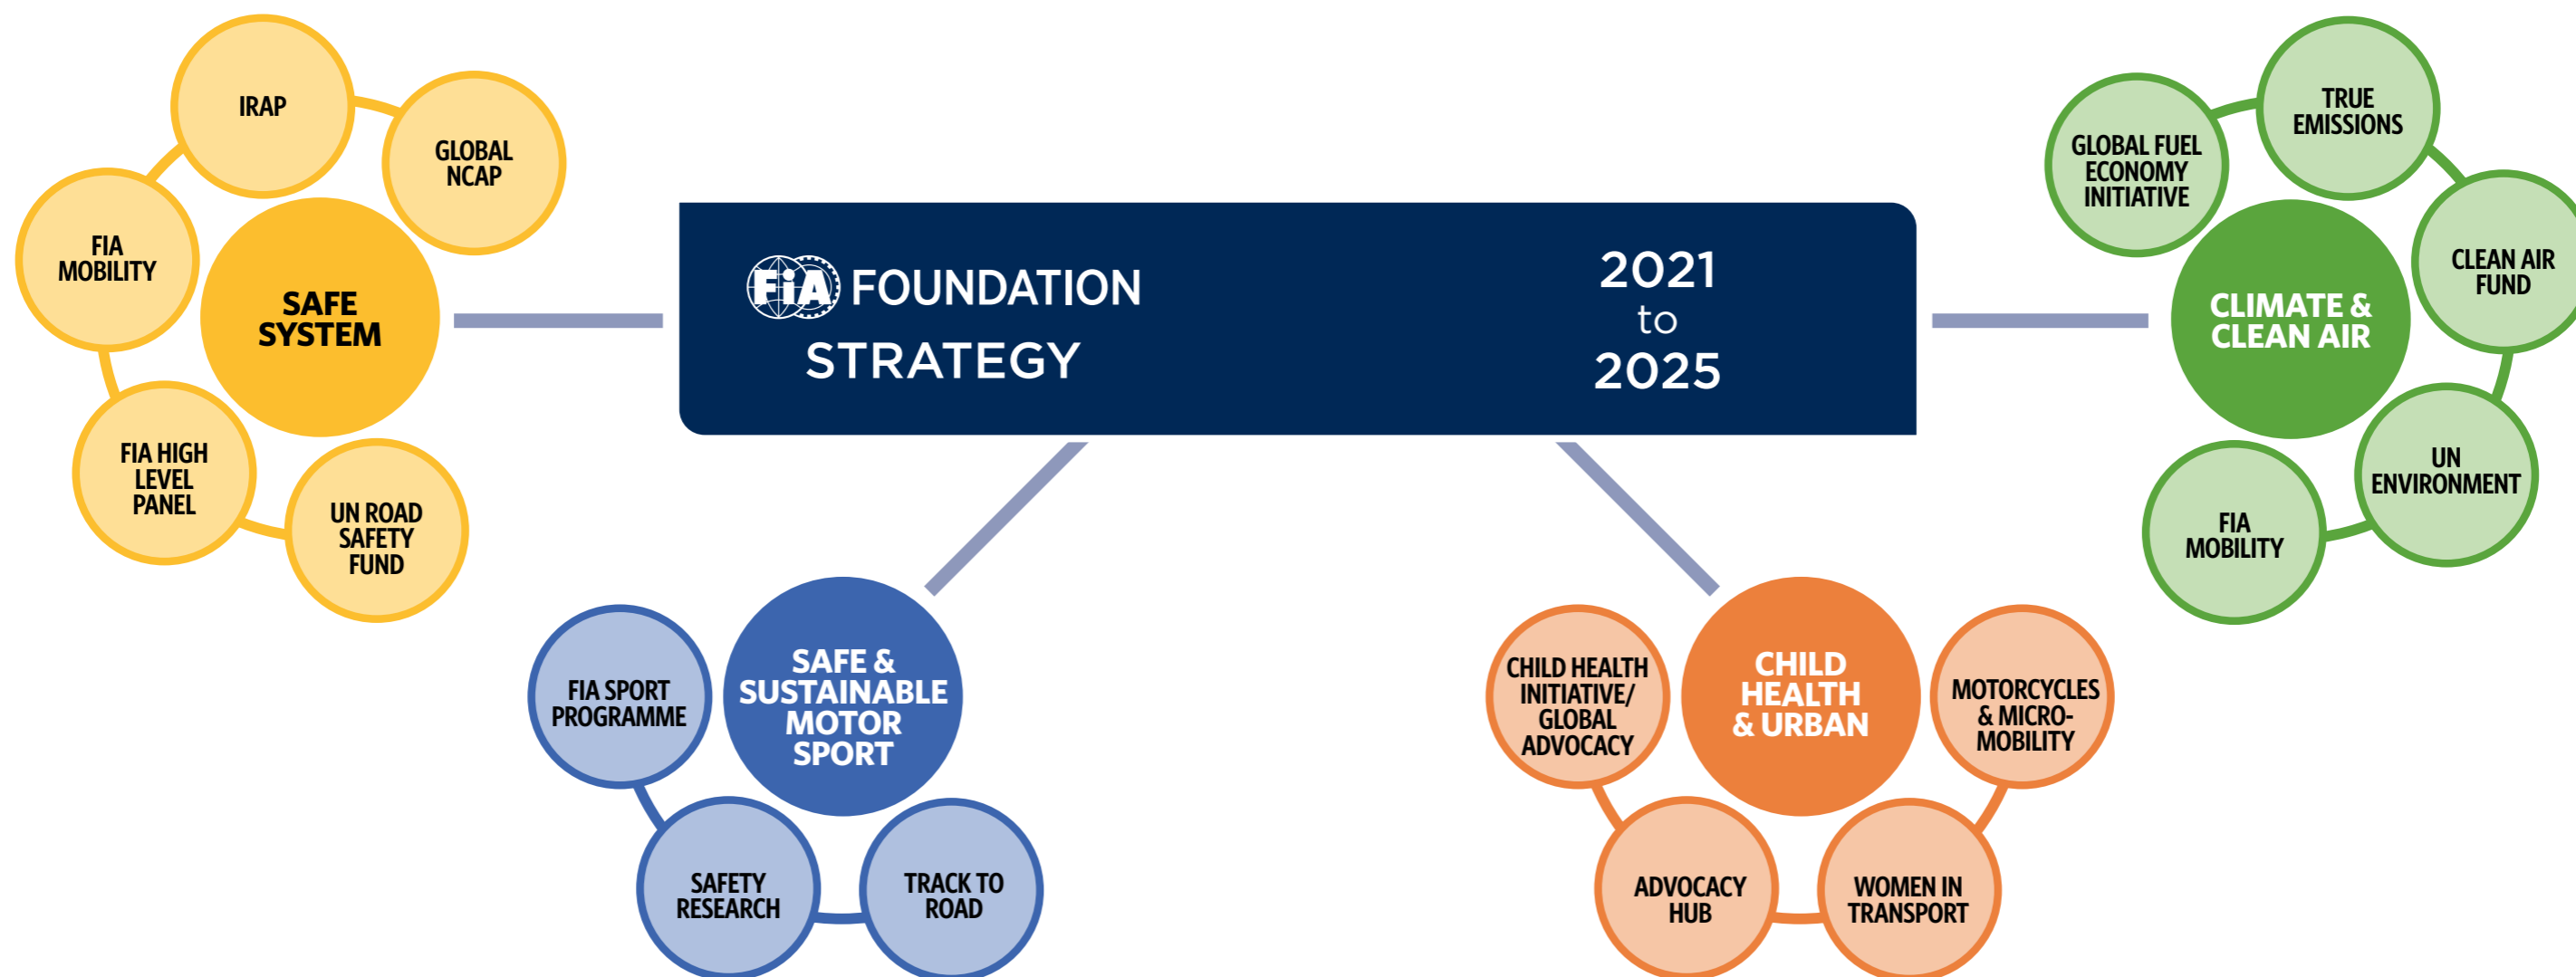 IRAP
GLOBAL
NCAP
FIA
MOBILITY
SAFE
SYSTEM
FIA HIGH
LEVEL
PANEL
UN ROAD
SAFETY
FUND
FiA FOUNDATION
STRATEGY
2021
to
2025
GLOBAL FUEL
ECONOMY
INITIATIVE
TRUE
EMISSIONS
CLEAN AIR
FUND
CLIMATE &
CLEAN AIR
UN
ENVIRONMENT
FIA
MOBILITY
FIA SPORT
PROGRAMME
SAFE &
SUSTAINABLE
MOTOR
SPORT
SAFETY
RESEARCH
TRACK TO
ROAD
CHILD HEALTH
INITIATIVE/
GLOBAL
ADVOCACY
CHILD
HEALTH
& URBAN
MOTORCYCLES
& MICRO-
MOBILITY
ADVOCACY
HUB
WOMEN IN
TRANSPORT